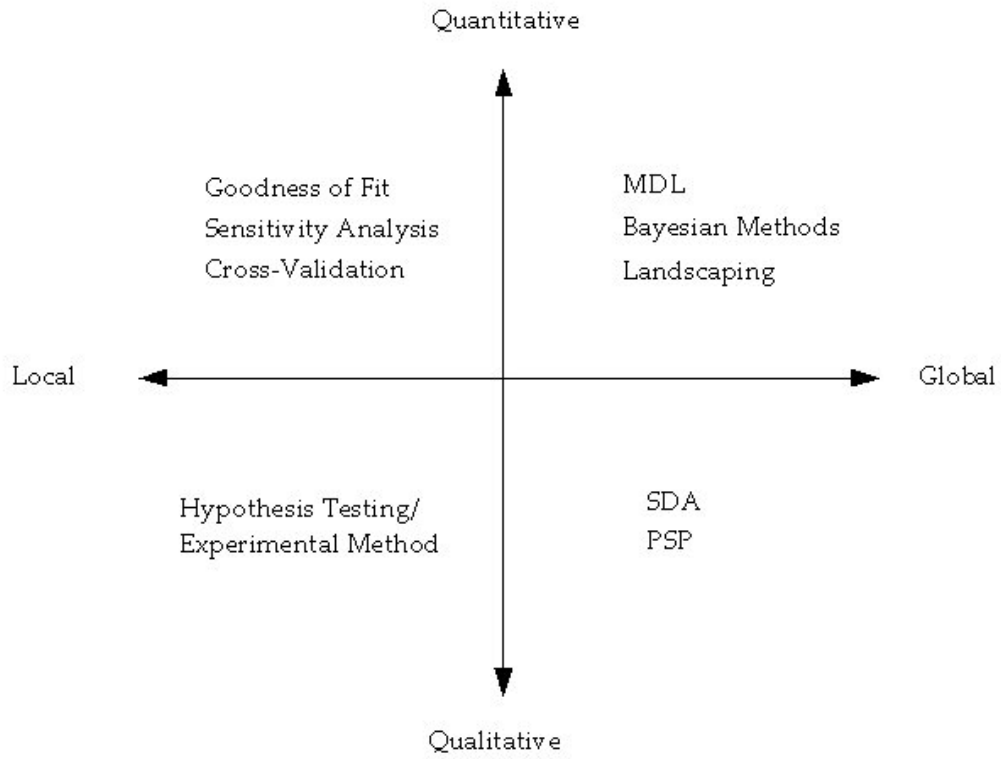 Quantitative
Goodness of Fit
Sensitivity Analysis
Cross-Validation
MDL
Bayesian Methods
Landscaping
Local
Global
Hypothesis Testing/
Experimental Method
SDA
PSP
Qualitative